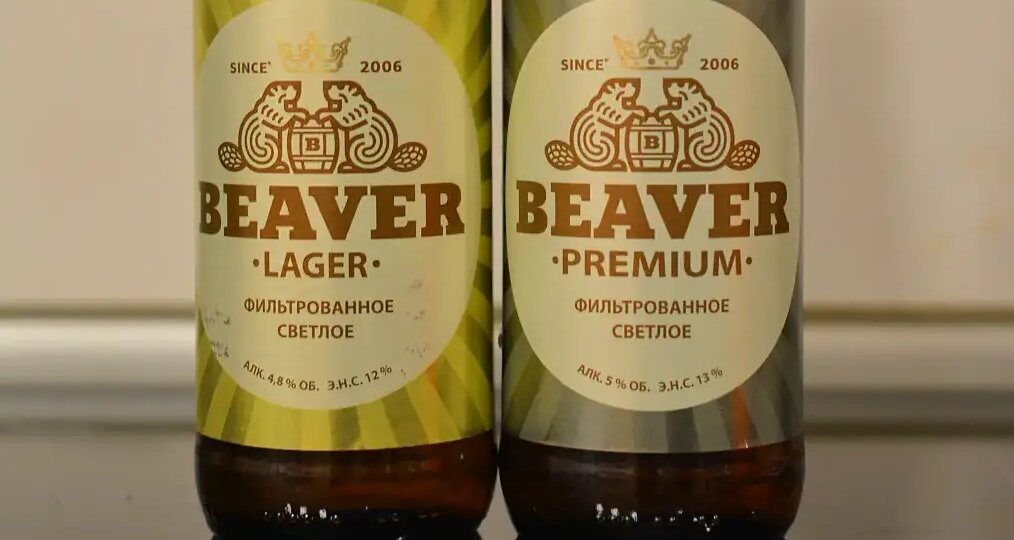 SINCE* 2006
B
BEAVER
·LAGER·
ФИЛЬТРОВАННОЕ
СВЕТЛОЕ
АЛК. 4,8 % ОБ. Э.Н.С. 12 %
SINCE* 2006
B
BEAVER
·PREMIUM·
ФИЛЬТРОВАННОЕ
СВЕТЛОЕ
АЛК. 5 % ОБ. Э.Н.С. 13 %